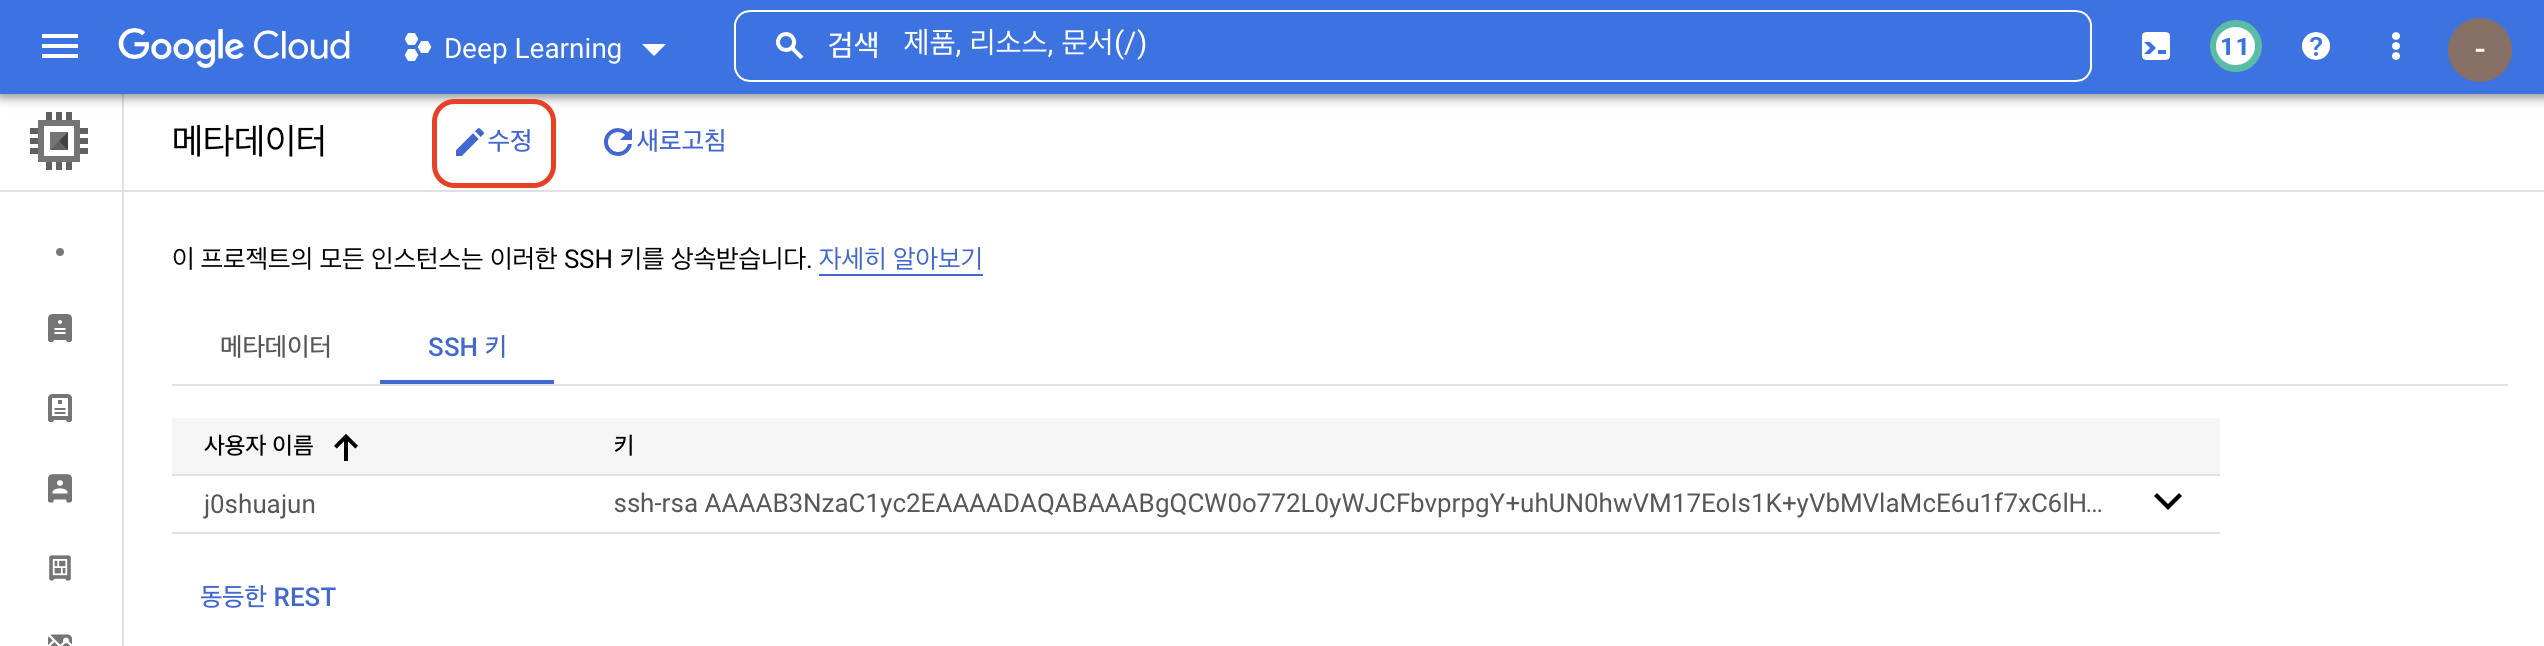 Google Cloud Deep Learning 검색 제품, 리소스, 문서(/) 11 ? -
메타데이터 수정 새로고침
이 프로젝트의 모든 인스턴스는 이러한 SSH 키를 상속받습니다. 자세히 알아보기
메타데이터 SSH 키
사용자 이름 키
j0shuajun ssh-rsa AAAAB3NzaC1yc2EAAAADAQABAAABgQCW0o772L0yWJCFbvprpgY+uhUN0hwVM17EoIs1K+yVbMVlaMcE6u1f7xC6lH...
동등한 REST